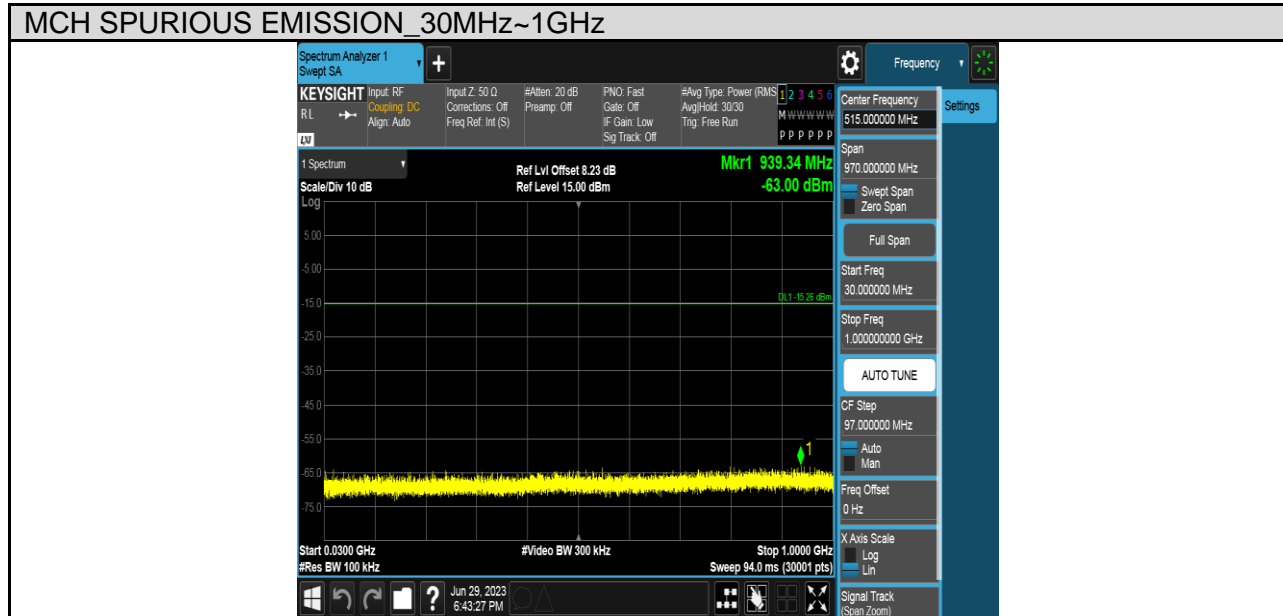 MCH SPURIOUS EMISSION_30MHz~1GHz
Spectrum Analyzer 1
Swept SA
+
Frequency
KEYSIGHT
RL
LXI
Input: RF
Coupling: DC
Align: Auto
Input Z: 50 Ω
Corrections: Off
Freq Ref: Int (S)
#Atten: 20 dB
Preamp: Off
PNO: Fast
Gate: Off
IF Gain: Low
Sig Track: Off
#Avg Type: Power (RMS
Avg|Hold: 30/30
Trig: Free Run
1 2 3 4 5 6
M W W W W W
P P P P P P
1 Spectrum
Scale/Div 10 dB
Log
Ref Lvl Offset 8.23 dB
Ref Level 15.00 dBm
Mkr1 939.34 MHz
-63.00 dBm
5.00
-5.00
-15.0
DL1 -15.26 dBm
-25.0
-35.0
-45.0
-55.0
1
-65.0
-75.0
Start 0.0300 GHz
#Res BW 100 kHz
#Video BW 300 kHz
Stop 1.0000 GHz
Sweep 94.0 ms (30001 pts)
?
Jun 29, 2023
6:43:27 PM
Center Frequency
515.000000 MHz
Settings
Span
970.000000 MHz
Swept Span
Zero Span
Full Span
Start Freq
30.000000 MHz
Stop Freq
1.000000000 GHz
AUTO TUNE
CF Step
97.000000 MHz
Auto
Man
Freq Offset
0 Hz
X Axis Scale
Log
Lin
Signal Track
(Span Zoom)